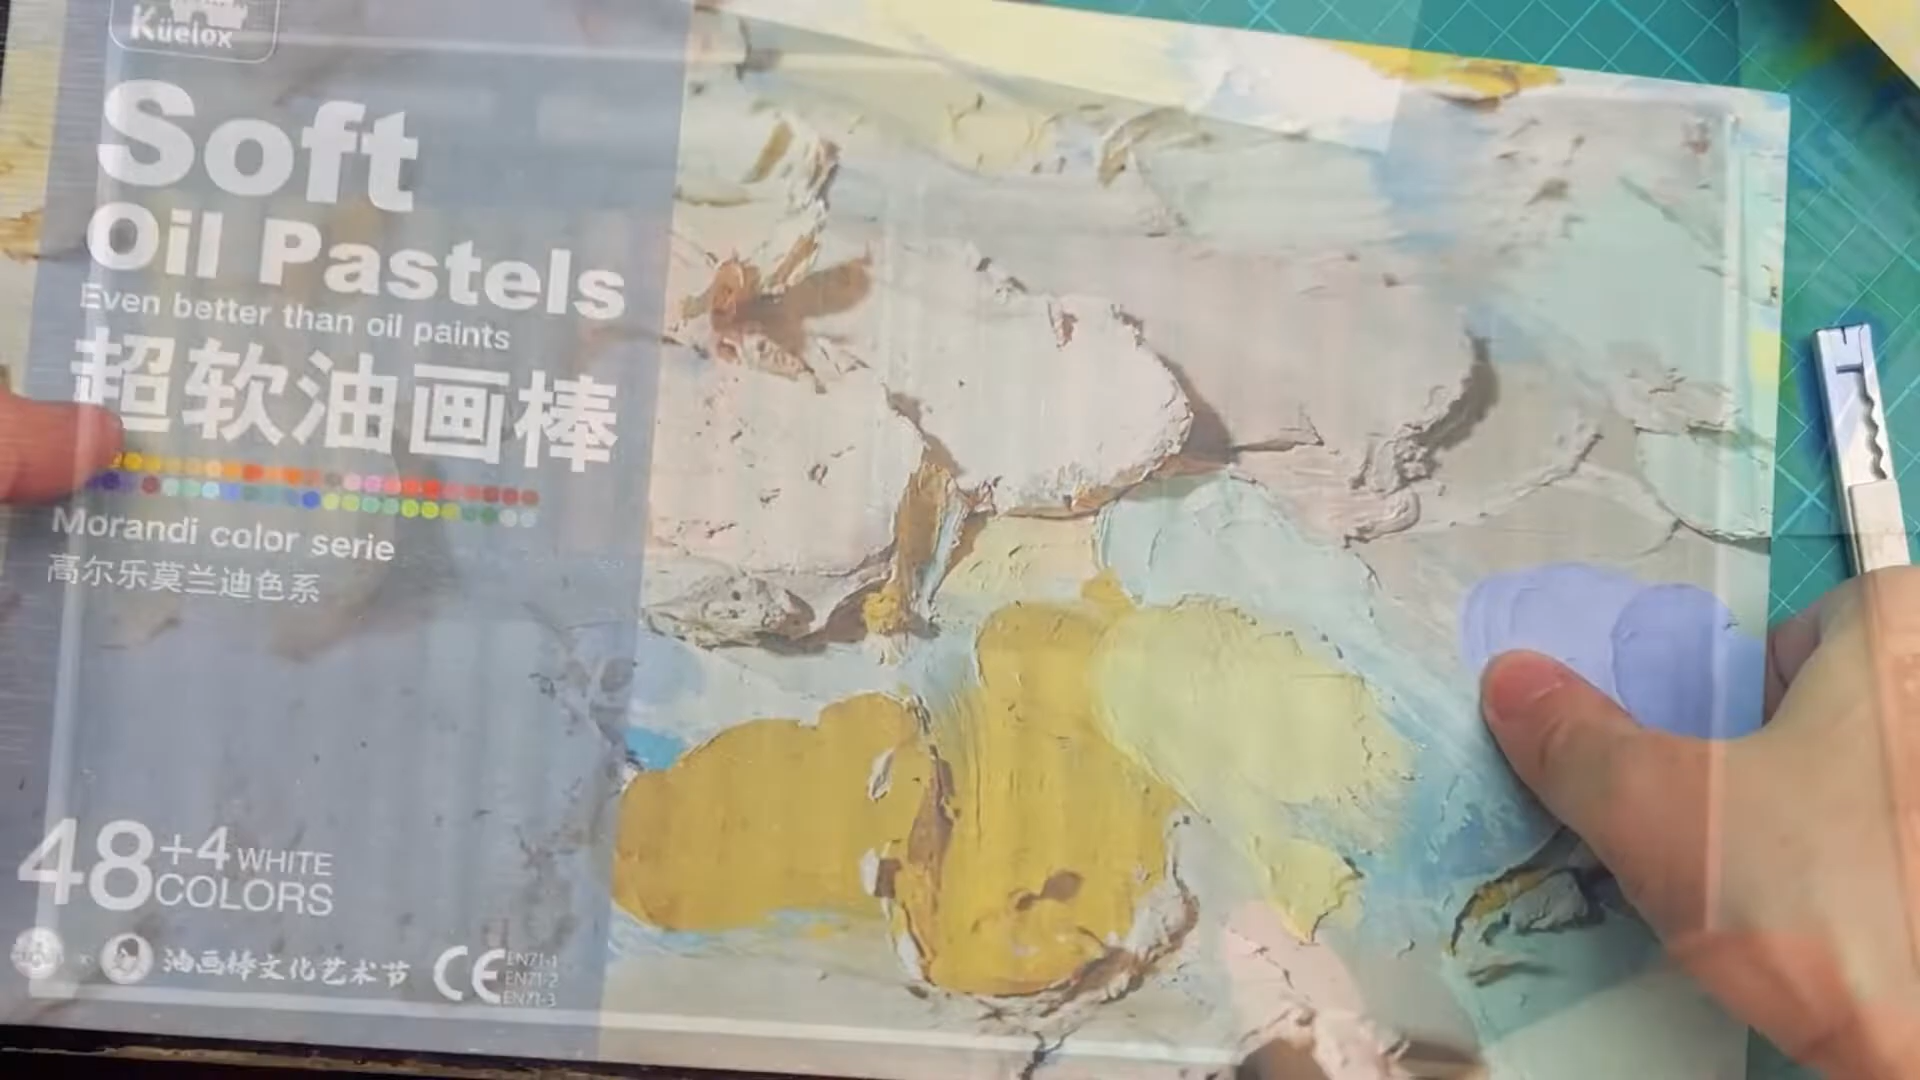 Küelox
Soft
Oil Pastels
Even better than oil paints
超软油画棒
Morandi color serie
高尔乐莫兰迪色系
48+4 WHITE
COLORS
油画棒文化艺术节
CE EN71-1
EN71-2
EN71-3